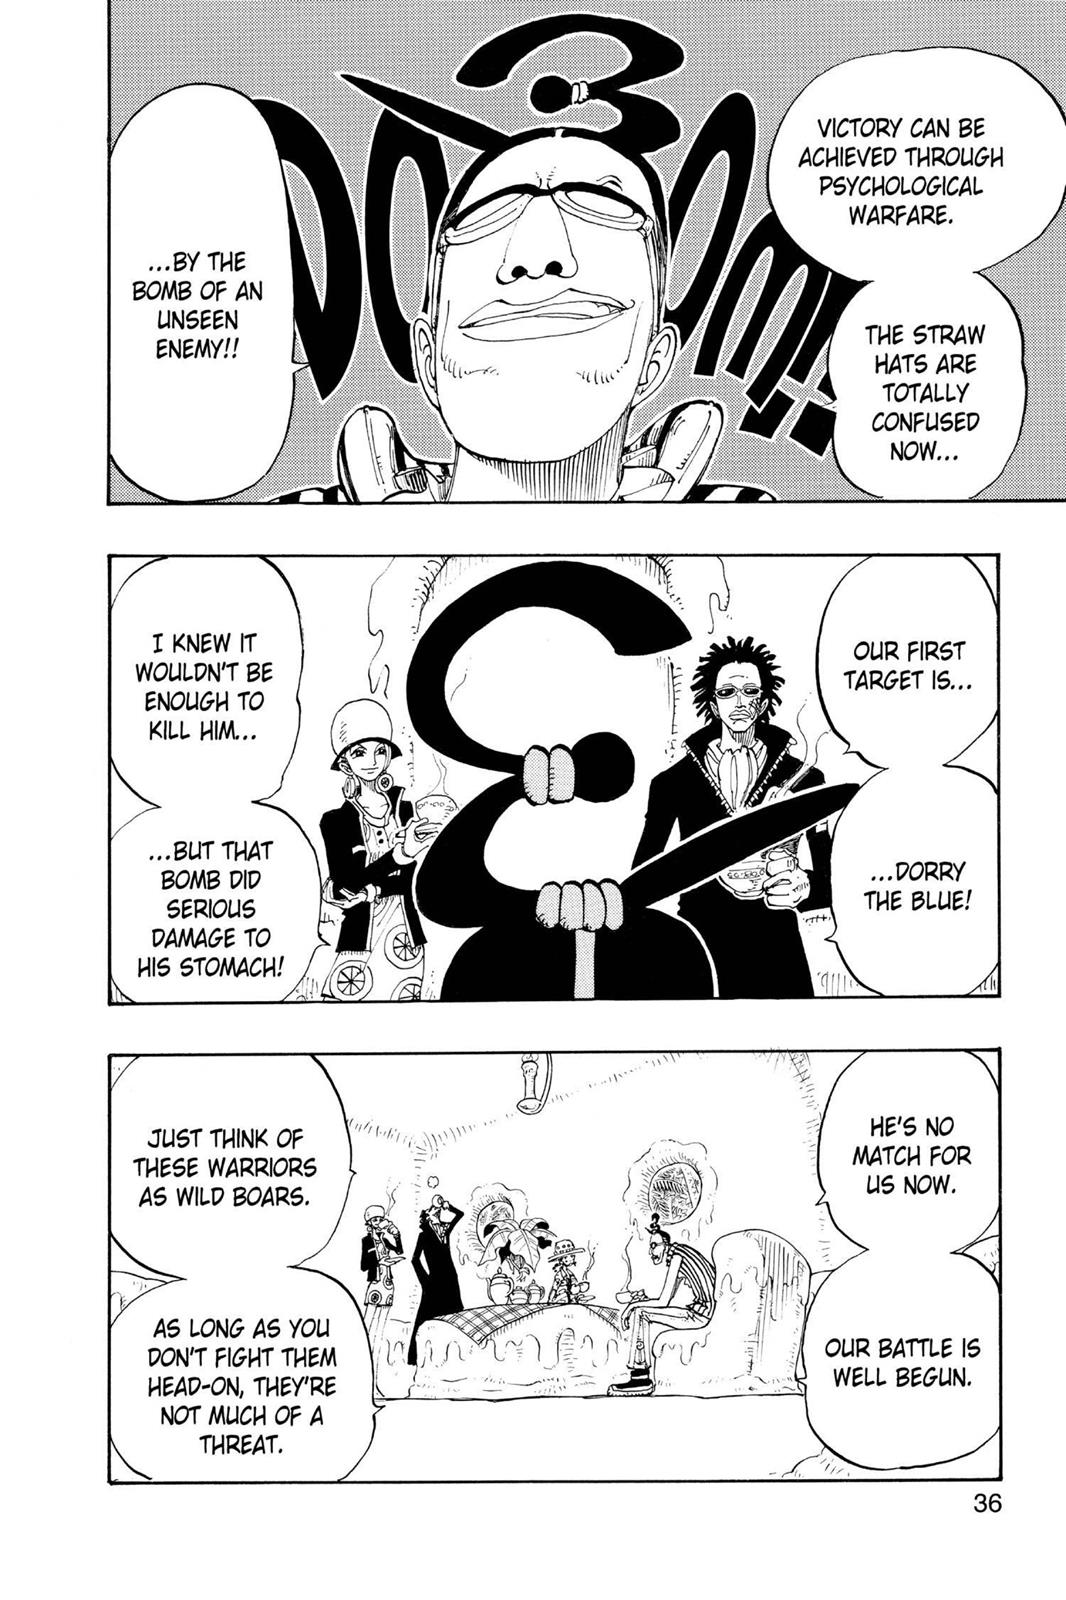 VICTORY CAN BE
ACHIEVED THROUGH
PSYCHOLOGICAL
WARFARE.
THE STRAW
HATS ARE
TOTALLY
CONFUSED
NOW...
DOOOM!!
...BY THE
BOMB OF AN
UNSEEN
ENEMY!!
OUR FIRST
TARGET IS...
...DORRY
THE BLUE!
I KNEW IT
WOULDN'T BE
ENOUGH TO
KILL HIM...
...BUT THAT
BOMB DID
SERIOUS
DAMAGE TO
HIS STOMACH!
HE'S NO
MATCH FOR
US NOW.
OUR BATTLE IS
WELL BEGUN.
JUST THINK OF
THESE WARRIORS
AS WILD BOARS.
AS LONG AS YOU
DON'T FIGHT THEM
HEAD-ON, THEY'RE
NOT MUCH OF A
THREAT.
36